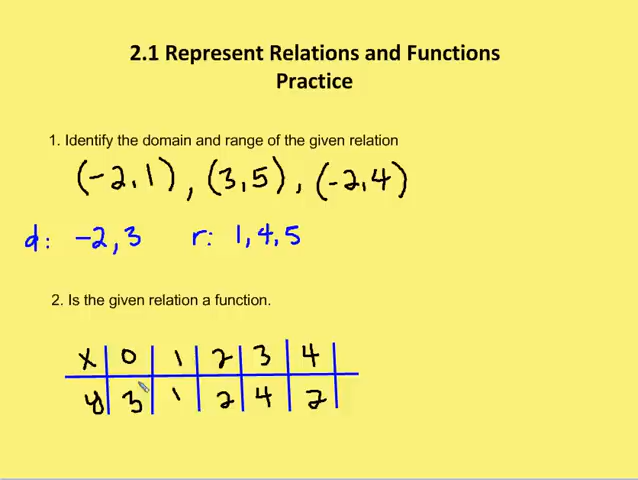 2.1 Represent Relations and Functions
Practice
1. Identify the domain and range of the given relation
(-2,1), (3,5), (-2,4)
d: -2,3 r: 1,4,5
2. Is the given relation a function.
x 0 1 2 3 4
y 3 1 2 4 2